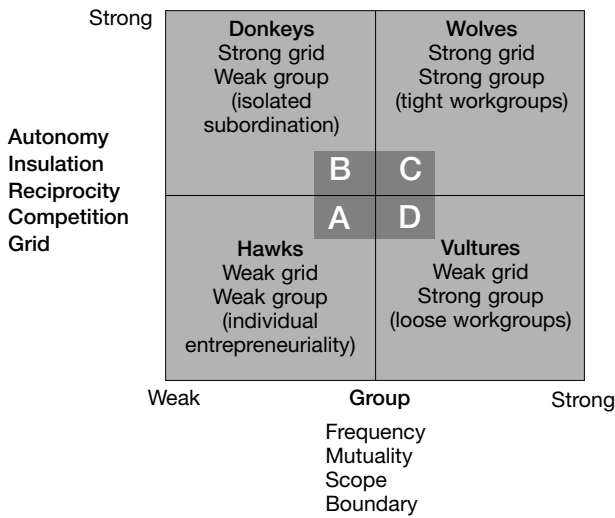 Strong
Donkeys
Strong grid
Weak group
(isolated
subordination)
Wolves
Strong grid
Strong group
(tight workgroups)
Autonomy
Insulation
Reciprocity
Competition
Grid
B
C
A
D
Hawks
Weak grid
Weak group
(individual
entrepreneuriality)
Vultures
Weak grid
Strong group
(loose workgroups)
Weak
Group
Strong
Frequency
Mutuality
Scope
Boundary